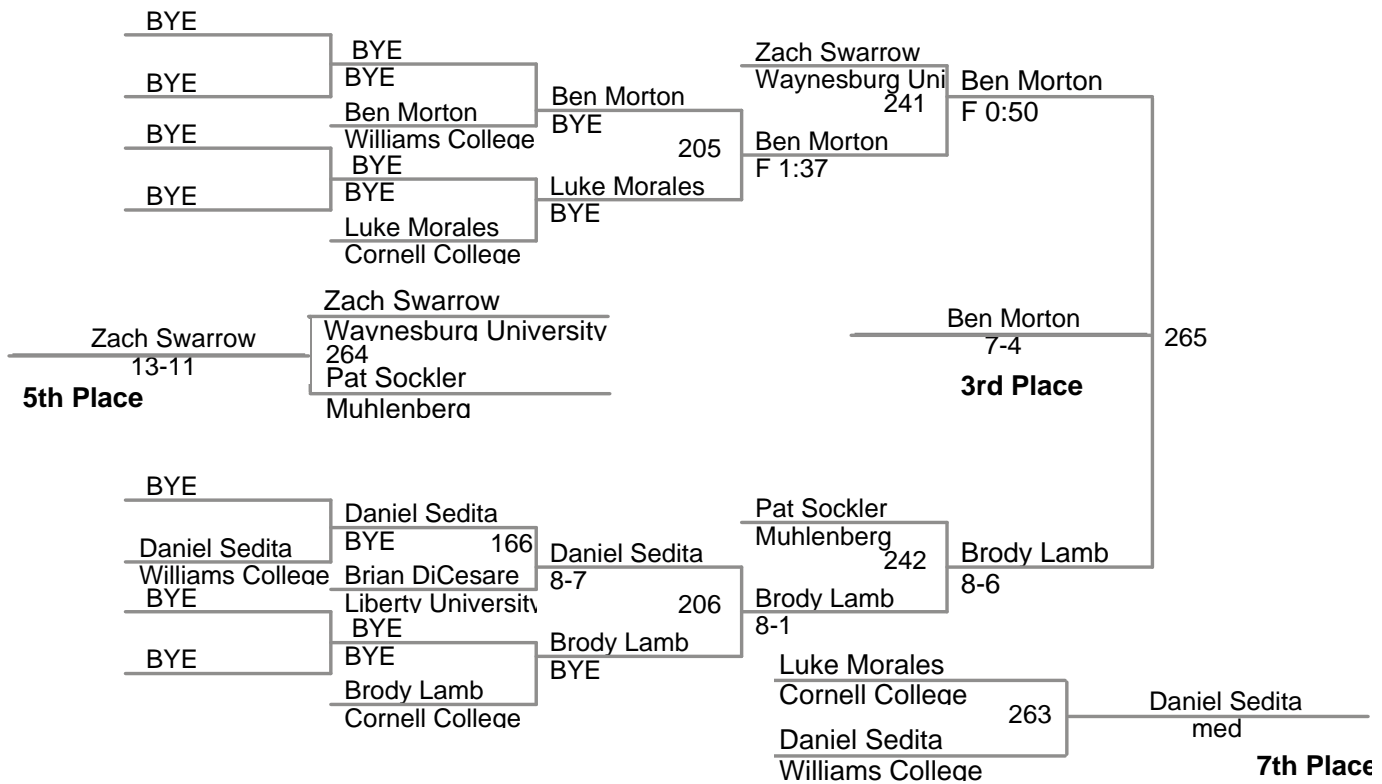 BYE
BYE
BYE
BYE
BYE
BYE
Ben Morton
Williams College
BYE
BYE
Luke Morales
Cornell College
Ben Morton
BYE
205
Luke Morales
BYE
Zach Swarrow
Waynesburg Uni
241
Ben Morton
F 1:37
Ben Morton
F 0:50
Zach Swarrow
13-11
5th Place
Zach Swarrow
Waynesburg University
264
Pat Sockler
Muhlenberg
Ben Morton
7-4
3rd Place
265
BYE
Daniel Sedita
Williams College
BYE
BYE
Daniel Sedita
BYE
166
Brian DiCesare
Liberty University
BYE
BYE
Brody Lamb
Cornell College
Daniel Sedita
8-7
206
Brody Lamb
BYE
Pat Sockler
Muhlenberg
242
Brody Lamb
8-1
Brody Lamb
8-6
Luke Morales
Cornell College
263
Daniel Sedita
Williams College
Daniel Sedita
med
7th Place